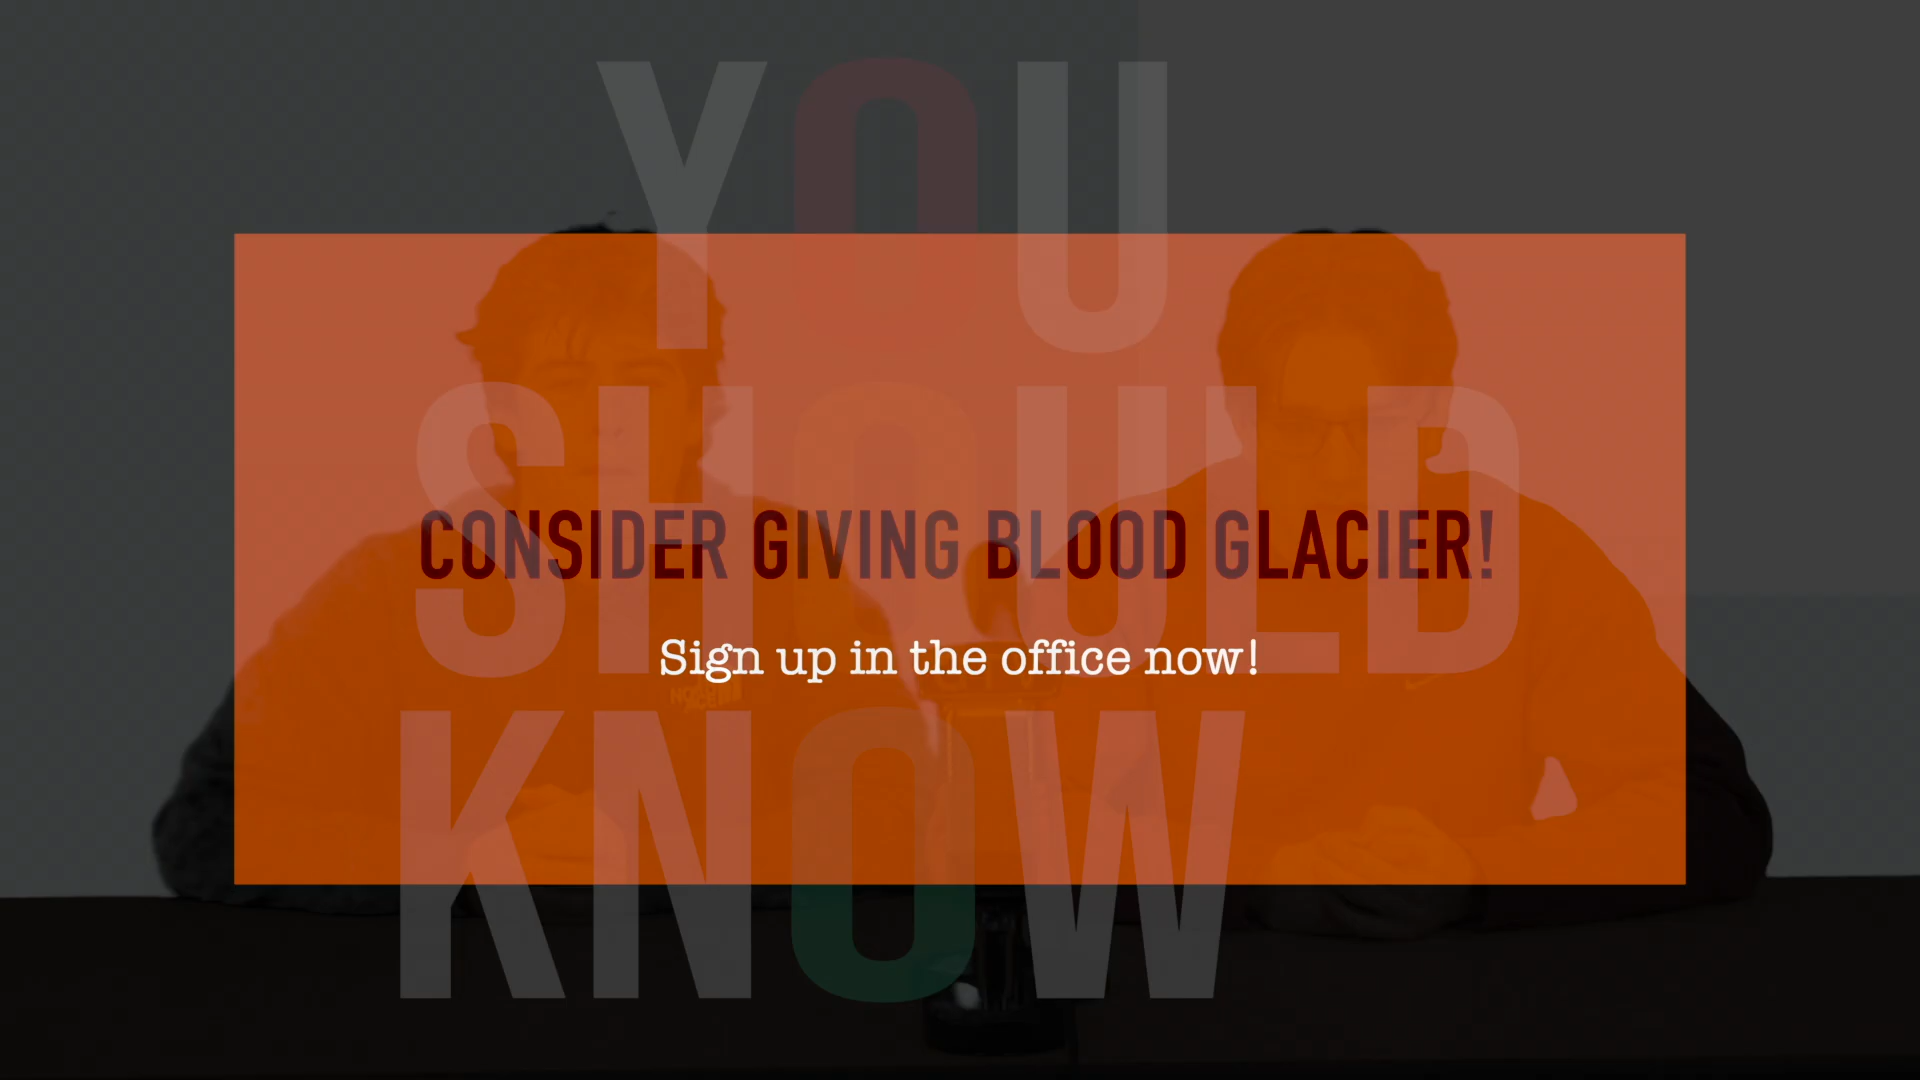 YOU
SHOULD
KNOW
CONSIDER GIVING BLOOD GLACIER!
Sign up in the office now!